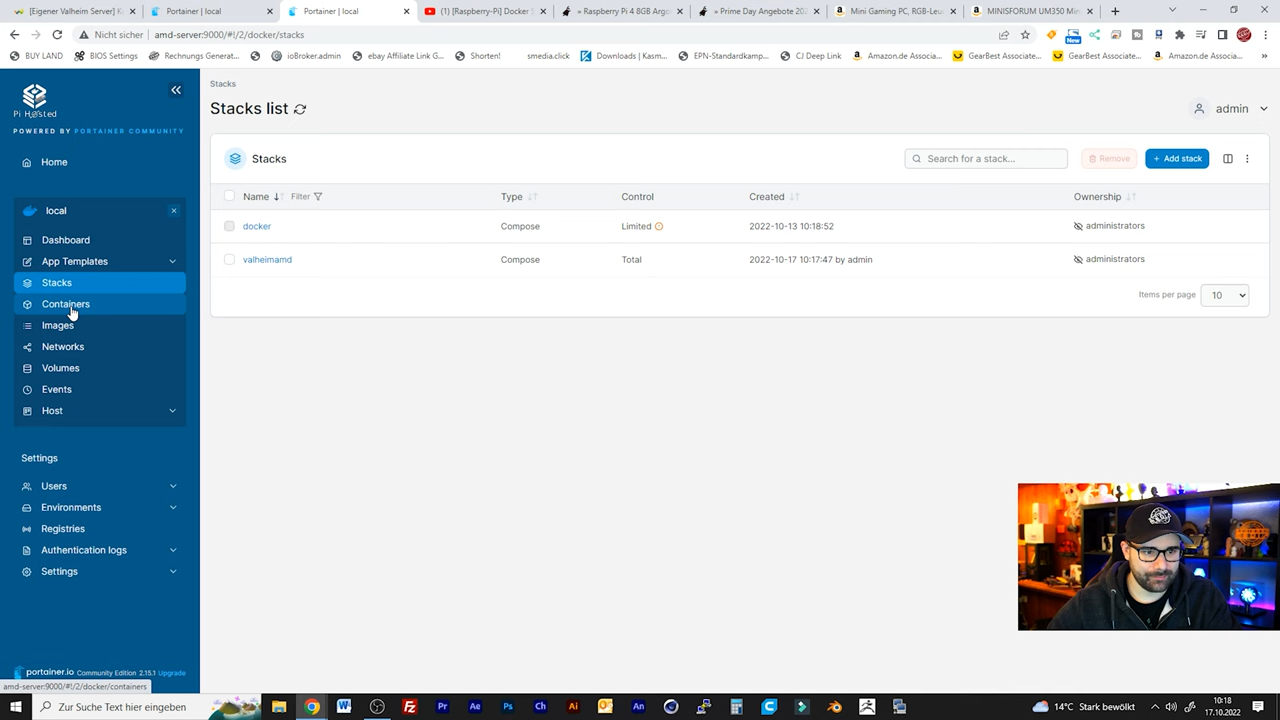 [Eigener Valheim Server] K
Portainer | local
Portainer | local
(1) [Raspberry-Pi] Docker
» Raspberry Pi 4 8GB Argo
» Prime Day Angebote 202
Mini Gaming PC, RGB-Leu
MINISFORUM UM350 Min
Nicht sicher
amd-server:9000/#!/2/docker/stacks
New
BUY LAND
BIOS Settings
Rechnungs Generat...
ioBroker.admin
ebay Affiliate Link G...
Shorten!
smedia.click
Downloads | Kasm...
EPN-Standardkamp...
CJ Deep Link
Amazon.de Associa...
GearBest Associate...
GearBest Associate...
Amazon.de Associa...
»
Pi H@sted
POWERED BY PORTAINER COMMUNITY
Home
local
Dashboard
App Templates
Stacks
Containers
Images
Networks
Volumes
Events
Host
Settings
Users
Environments
Registries
Authentication logs
Settings
portainer.io Community Edition 2.15.1 Upgrade
amd-server:9000/#!/2/docker/containers
Stacks
Stacks list
admin
Stacks
Search for a stack...
Remove
+ Add stack
Name Filter Type Control Created Ownership
docker Compose Limited 2022-10-13 10:18:52 administrators
valheimamd Compose Total 2022-10-17 10:17:47 by admin administrators
Items per page 10
Zur Suche Text hier eingeben
14°C Stark bewölkt
10:18
17.10.2022